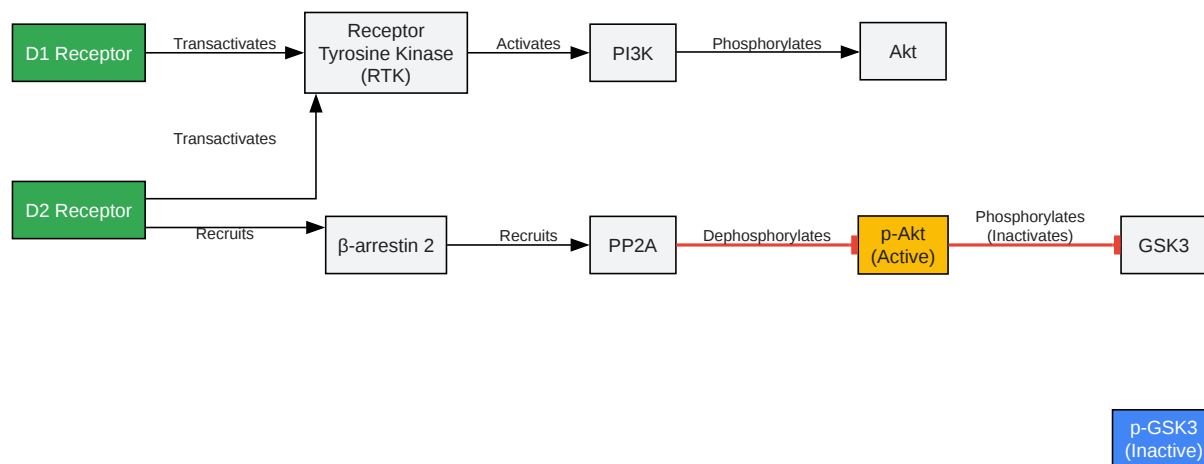 D1 Receptor
Transactivates
Receptor
Tyrosine Kinase
(RTK)
Activates
PI3K
Phosphorylates
Akt
Transactivates
D2 Receptor
Recruits
β-arrestin 2
Recruits
PP2A
Dephosphorylates
p-Akt
(Active)
Phosphorylates
(Inactivates)
GSK3
p-GSK3
(Inactive)